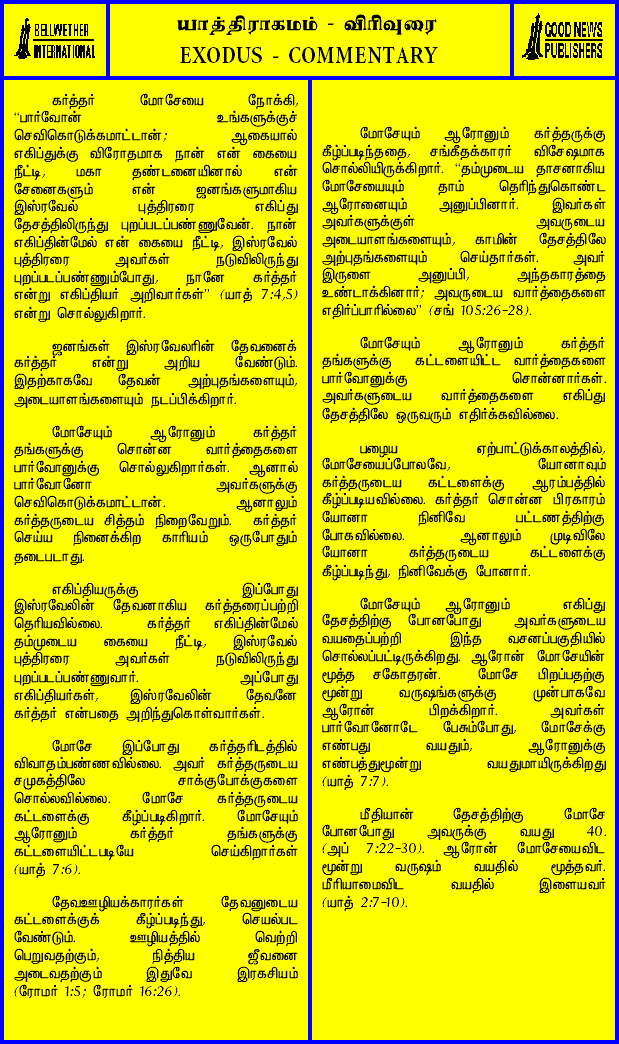 BELLWETHER
INTERNATIONAL
யாத்திராகமம் - விரிவுரை
EXODUS - COMMENTARY
GOOD NEWS
PUBLISHERS
கர்த்தர் மோசேயை நோக்கி,
“பார்வோன் உங்களுக்குச்
செவிகொடுக்கமாட்டான்; ஆகையால்
எகிப்துக்கு விரோதமாக நான் என் கையை
நீட்டி, மகா தண்டனையினால் என்
சேனைகளும் என் ஜனங்களுமாகிய
இஸ்ரவேல் புத்திரரை எகிப்து
தேசத்திலிருந்து புறப்படப்பண்ணுவேன். நான்
எகிப்தின்மேல் என் கையை நீட்டி, இஸ்ரவேல்
புத்திரரை அவர்கள் நடுவிலிருந்து
புறப்படப்பண்ணும்போது, நானே கர்த்தர்
என்று எகிப்தியர் அறிவார்கள்” (யாத் 7:4,5)
என்று சொல்லுகிறார்.
ஜனங்கள் இஸ்ரவேலரின் தேவனைக்
கர்த்தர் என்று அறிய வேண்டும்.
இதற்காகவே தேவன் அற்புதங்களையும்,
அடையாளங்களையும் நடப்பிக்கிறார்.
மோசேயும் ஆரோனும் கர்த்தர்
தங்களுக்கு சொன்ன வார்த்தைகளை
பார்வோனுக்கு சொல்லுகிறார்கள். ஆனால்
பார்வோனோ அவர்களுக்கு
செவிகொடுக்கமாட்டான். ஆனாலும்
கர்த்தருடைய சித்தம் நிறைவேறும். கர்த்தர்
செய்ய நினைக்கிற காரியம் ஒருபோதும்
தடைபடாது.
எகிப்தியருக்கு இப்போது
இஸ்ரவேலின் தேவனாகிய கர்த்தரைப்பற்றி
தெரியவில்லை. கர்த்தர் எகிப்தின்மேல்
தம்முடைய கையை நீட்டி, இஸ்ரவேல்
புத்திரரை அவர்கள் நடுவிலிருந்து
புறப்படப்பண்ணுவார். அப்போது
எகிப்தியர்கள், இஸ்ரவேலின் தேவனே
கர்த்தர் என்பதை அறிந்துகொள்வார்கள்.
மோசே இப்போது கர்த்தரிடத்தில்
விவாதம்பண்ணவில்லை. அவர் கர்த்தருடைய
சமுகத்திலே சாக்குபோக்குகளை
சொல்லவில்லை. மோசே கர்த்தருடைய
கட்டளைக்கு கீழ்ப்படிகிறார். மோசேயும்
ஆரோனும் கர்த்தர் தங்களுக்கு
கட்டளையிட்டபடியே செய்கிறார்கள்
(யாத் 7:6).
தேவஊழியக்காரர்கள் தேவனுடைய
கட்டளைக்குக் கீழ்ப்படிந்து, செயல்பட
வேண்டும். ஊழியத்தில் வெற்றி
பெறுவதற்கும், நித்திய ஜீவனை
அடைவதற்கும் இதுவே இரகசியம்
(ரோமர் 1:5; ரோமர் 16:26).
மோசேயும் ஆரோனும் கர்த்தருக்கு
கீழ்ப்படிந்ததை, சங்கீதக்காரர் விசேஷமாக
சொல்லியிருக்கிறார். “தம்முடைய தாசனாகிய
மோசேயையும் தாம் தெரிந்துகொண்ட
ஆரோனையும் அனுப்பினார். இவர்கள்
அவர்களுக்குள் அவருடைய
அடையாளங்களையும், காமின் தேசத்திலே
அற்புதங்களையும் செய்தார்கள். அவர்
இருளை அனுப்பி, அந்தகாரத்தை
உண்டாக்கினார்; அவருடைய வார்த்தைகளை
எதிர்ப்பாரில்லை” (சங் 105:26-28).
மோசேயும் ஆரோனும் கர்த்தர்
தங்களுக்கு கட்டளையிட்ட வார்த்தைகளை
பார்வோனுக்கு சொன்னார்கள்.
அவர்களுடைய வார்த்தைகளை எகிப்து
தேசத்திலே ஒருவரும் எதிர்க்கவில்லை.
பழைய ஏற்பாட்டுக்காலத்தில்,
மோசேயைப்போலவே, யோனாவும்
கர்த்தருடைய கட்டளைக்கு ஆரம்பத்தில்
கீழ்ப்படியவில்லை. கர்த்தர் சொன்ன பிரகாரம்
யோனா நினிவே பட்டணத்திற்கு
போகவில்லை. ஆனாலும் முடிவிலே
யோனா கர்த்தருடைய கட்டளைக்கு
கீழ்ப்படிந்து, நினிவேக்கு போனார்.
மோசேயும் ஆரோனும் எகிப்து
தேசத்திற்கு போனபோது அவர்களுடைய
வயதைப்பற்றி இந்த வசனப்பகுதியில்
சொல்லப்பட்டிருக்கிறது. ஆரோன் மோசேயின்
மூத்த சகோதரன். மோசே பிறப்பதற்கு
மூன்று வருஷங்களுக்கு முன்பாகவே
ஆரோன் பிறக்கிறார். அவர்கள்
பார்வோனோடே பேசும்போது, மோசேக்கு
எண்பது வயதும், ஆரோனுக்கு
எண்பத்துமூன்று வயதுமாயிருக்கிறது
(யாத் 7:7).
மீதியான் தேசத்திற்கு மோசே
போனபோது அவருக்கு வயது 40.
(அப் 7:22-30). ஆரோன் மோசேயைவிட
மூன்று வருஷம் வயதில் மூத்தவர்.
மீரியாமைவிட வயதில் இளையவர்
(யாத் 2:7-10).